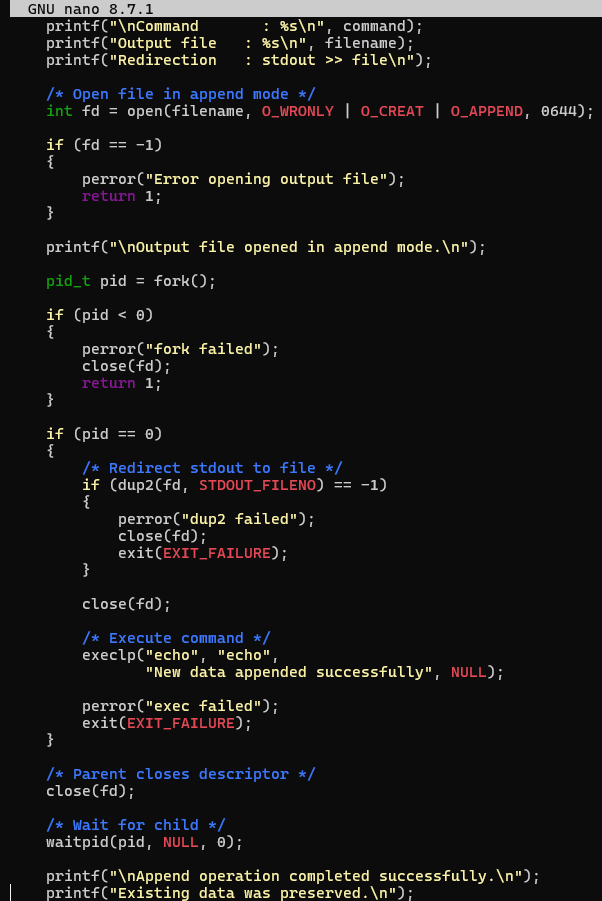 GNU nano 8.7.1
    printf("\nCommand       : %s\n", command);
    printf("Output file   : %s\n", filename);
    printf("Redirection   : stdout >> file\n");

    /* Open file in append mode */
    int fd = open(filename, O_WRONLY | O_CREAT | O_APPEND, 0644);

    if (fd == -1)
    {
        perror("Error opening output file");
        return 1;
    }

    printf("\nOutput file opened in append mode.\n");

    pid_t pid = fork();

    if (pid < 0)
    {
        perror("fork failed");
        close(fd);
        return 1;
    }

    if (pid == 0)
    {
        /* Redirect stdout to file */
        if (dup2(fd, STDOUT_FILENO) == -1)
        {
            perror("dup2 failed");
            close(fd);
            exit(EXIT_FAILURE);
        }

        close(fd);

        /* Execute command */
        execlp("echo", "echo",
               "New data appended successfully", NULL);

        perror("exec failed");
        exit(EXIT_FAILURE);
    }

    /* Parent closes descriptor */
    close(fd);

    /* Wait for child */
    waitpid(pid, NULL, 0);

    printf("\nAppend operation completed successfully.\n");
    printf("Existing data was preserved.\n");